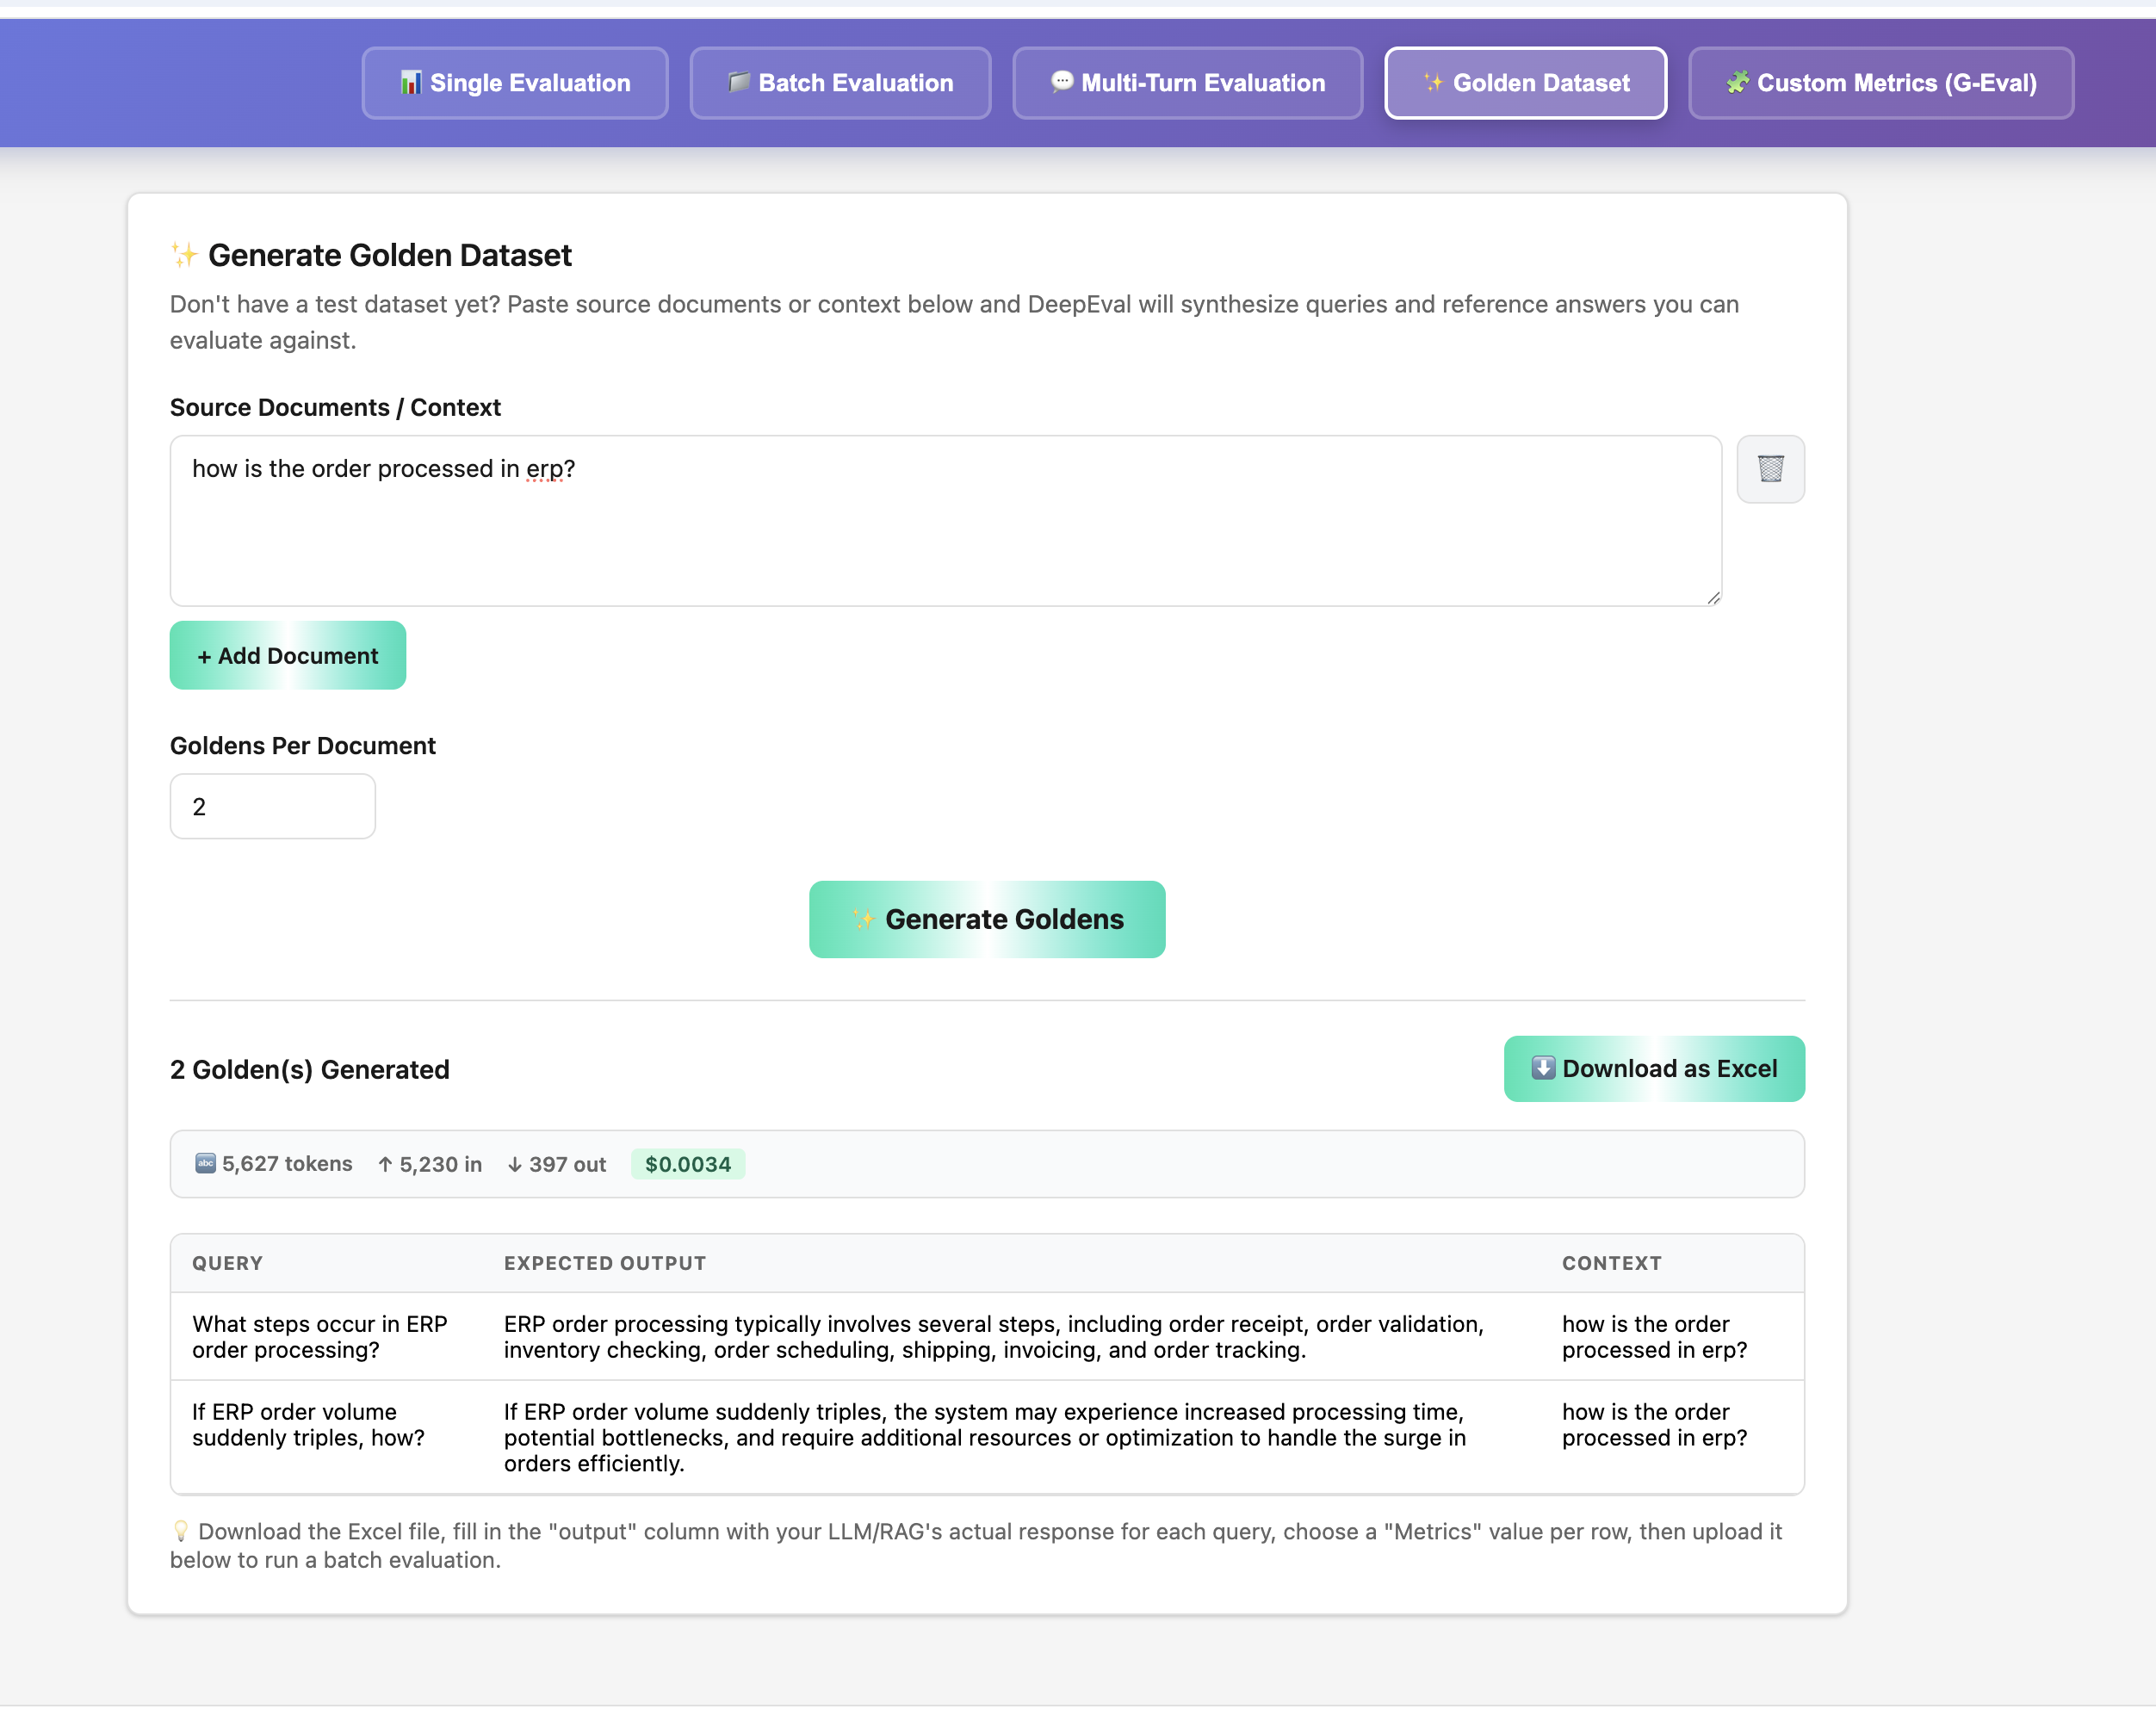 📊 Single Evaluation
📁 Batch Evaluation
💬 Multi-Turn Evaluation
✨ Golden Dataset
🧩 Custom Metrics (G-Eval)
✨ Generate Golden Dataset
Don't have a test dataset yet? Paste source documents or context below and DeepEval will synthesize queries and reference answers you can
evaluate against.
Source Documents / Context
how is the order processed in erp?
+ Add Document
Goldens Per Document
2
✨ Generate Goldens
2 Golden(s) Generated
⬇️ Download as Excel
🔤 5,627 tokens ↑ 5,230 in ↓ 397 out $0.0034
QUERY EXPECTED OUTPUT CONTEXT
What steps occur in ERP
order processing?
ERP order processing typically involves several steps, including order receipt, order validation,
inventory checking, order scheduling, shipping, invoicing, and order tracking.
how is the order
processed in erp?
If ERP order volume
suddenly triples, how?
If ERP order volume suddenly triples, the system may experience increased processing time,
potential bottlenecks, and require additional resources or optimization to handle the surge in
orders efficiently.
how is the order
processed in erp?
💡 Download the Excel file, fill in the "output" column with your LLM/RAG's actual response for each query, choose a "Metrics" value per row, then upload it
below to run a batch evaluation.